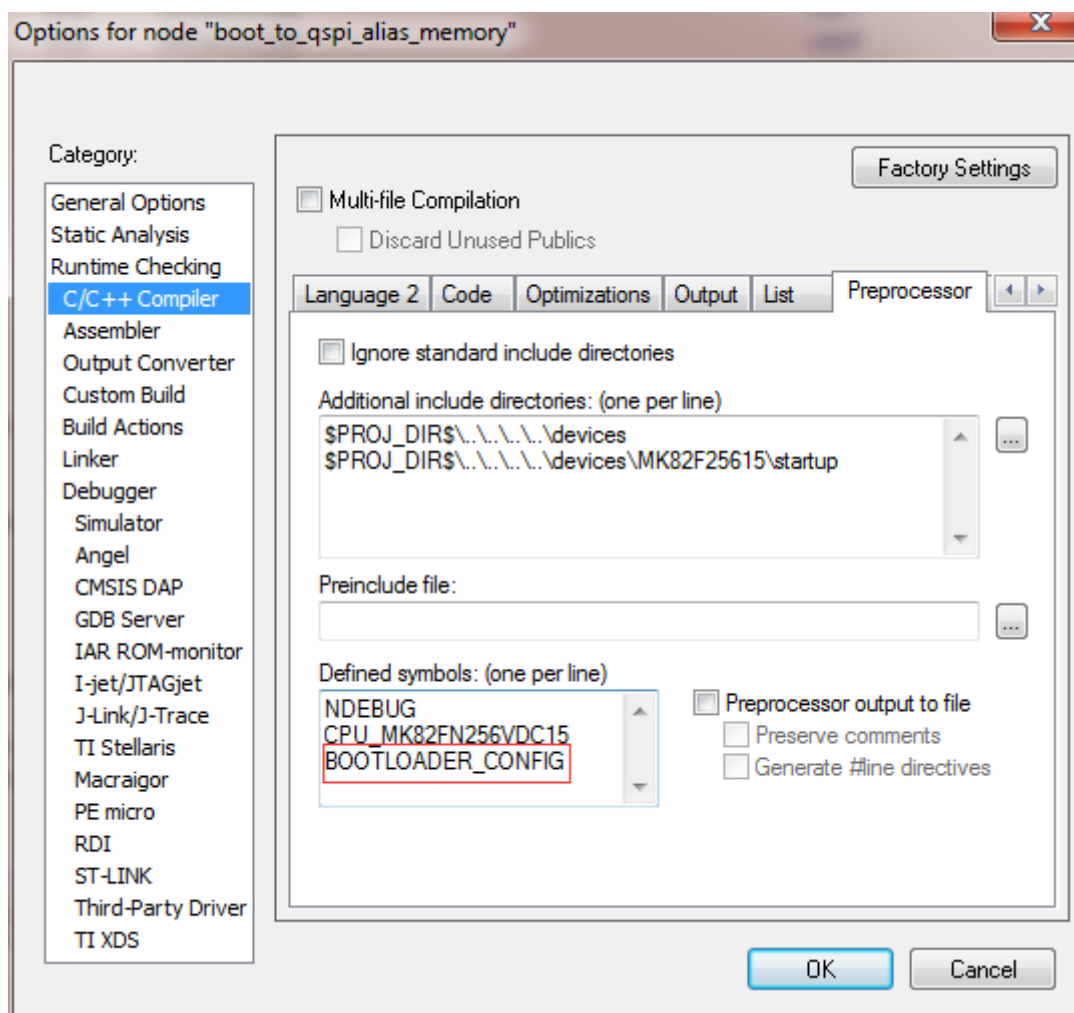 Options for node "boot_to_qspi_alias_memory"
X
Category:
General Options
Static Analysis
Runtime Checking
C/C++ Compiler
Assembler
Output Converter
Custom Build
Build Actions
Linker
Debugger
Simulator
Angel
CMSIS DAP
GDB Server
IAR ROM-monitor
I-jet/JTAGjet
J-Link/J-Trace
TI Stellaris
Macraigor
PE micro
RDI
ST-LINK
Third-Party Driver
TI XDS
Factory Settings
Multi-file Compilation
Discard Unused Publics
Language 2 Code Optimizations Output List Preprocessor
Ignore standard include directories
Additional include directories: (one per line)
$PROJ_DIR$\..\..\..\..\..\devices
$PROJ_DIR$\..\..\..\..\..\devices\MK82F25615\startup
...
Preinclude file:
...
Defined symbols: (one per line)
NDEBUG
CPU_MK82FN256VDC15
BOOTLOADER_CONFIG
Preprocessor output to file
Preserve comments
Generate #line directives
OK Cancel